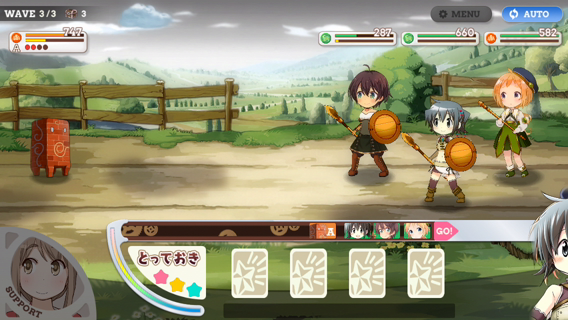 WAVE 3/3 3
MENU
AUTO
747
A
287
660
582
A
GO!
とっておき
SUPPORT